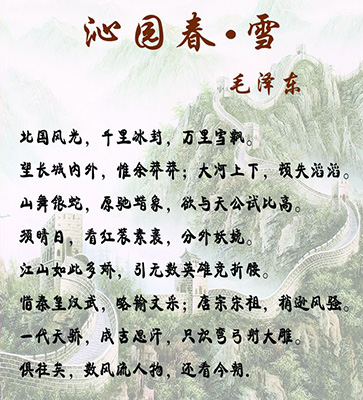 沁园春•雪
毛泽东
北国风光，千里冰封，万里雪飘。
望长城内外，惟余莽莽；大河上下，顿失滔滔。
山舞银蛇，原驰蜡象，欲与天公试比高。
须晴日，看红装素裹，分外妖娆。
江山如此多娇，引无数英雄竞折腰。
惜秦皇汉武，略输文采；唐宗宋祖，稍逊风骚。
一代天骄，成吉思汗，只识弯弓射大雕。
俱往矣，数风流人物，还看今朝.